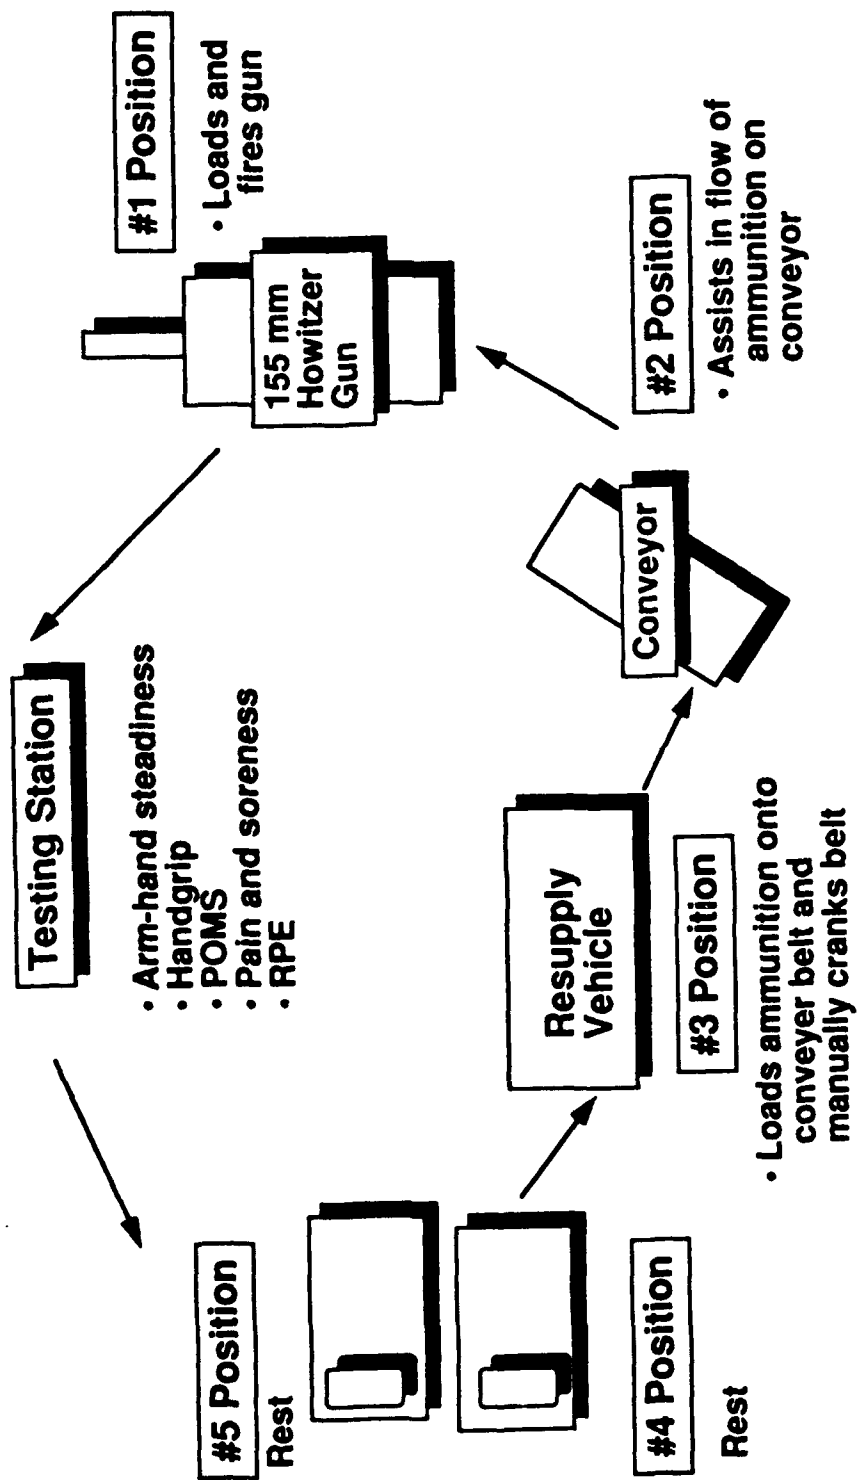 Testing Station
• Arm-hand steadiness
• Handgrip
• POMS
• Pain and soreness
• RPE
#1 Position
• Loads and
fires gun
155 mm
Howitzer
Gun
#5 Position
Rest
#4 Position
Rest
Resupply
Vehicle
#3 Position
• Loads ammunition onto
conveyer belt and
manually cranks belt
Conveyor
#2 Position
• Assists in flow of
ammunition on
conveyor